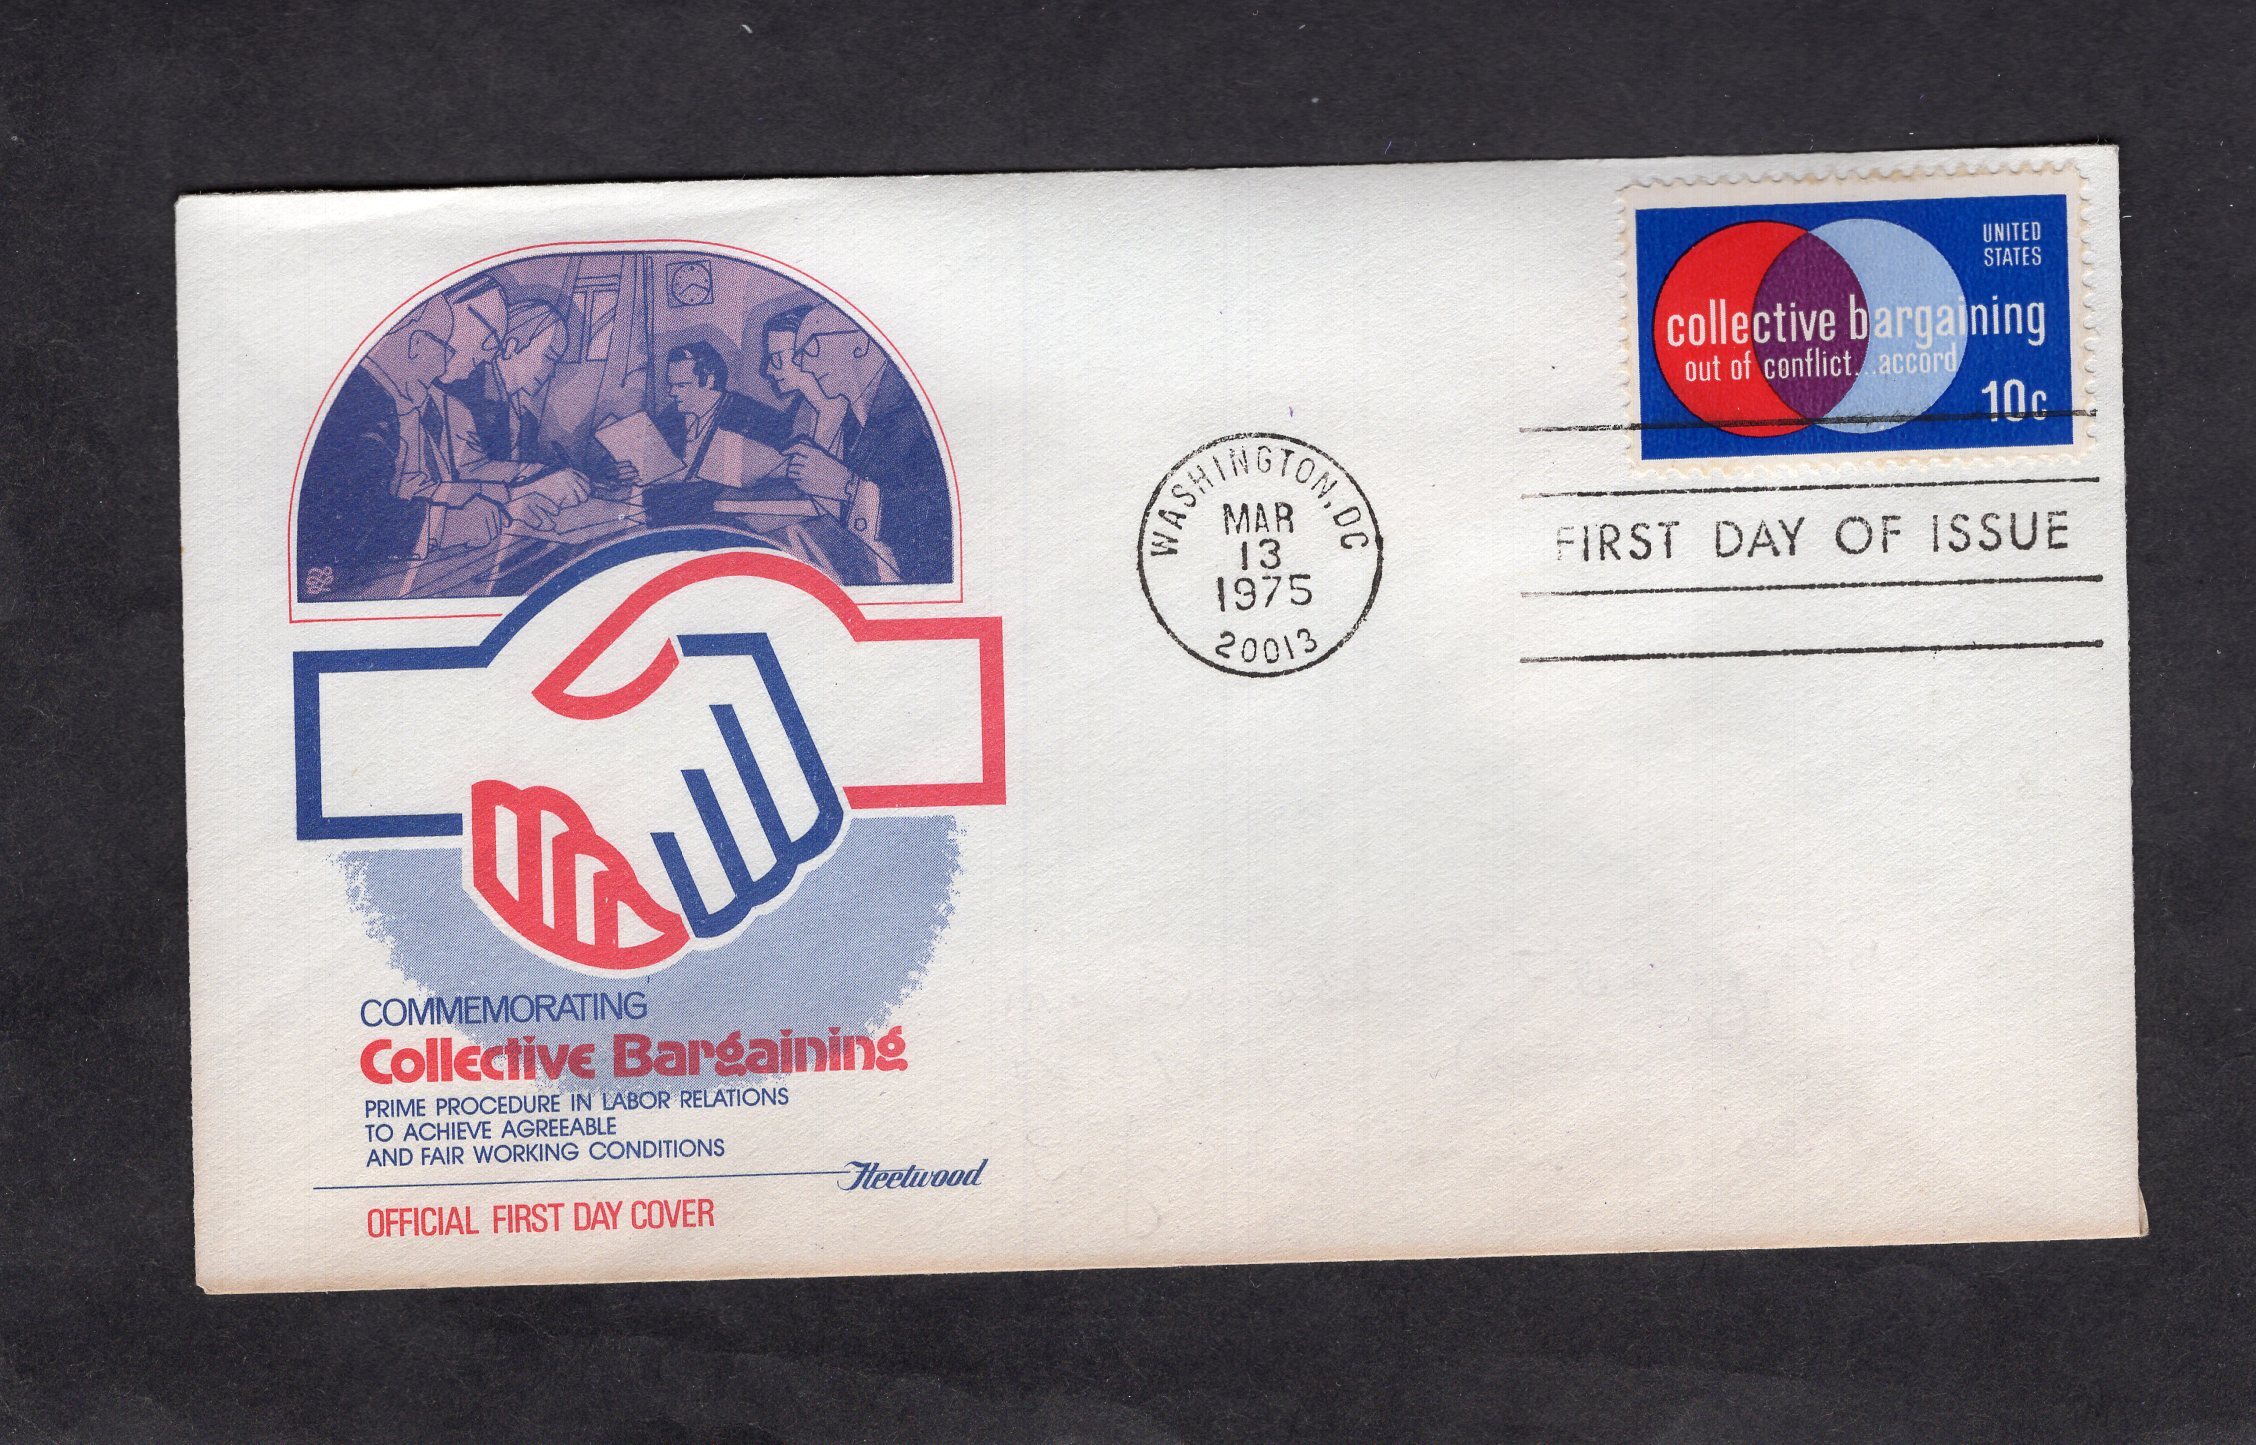 UNITED
STATES
collective bargaining
out of conflict...accord
10c
WASHINGTON, DC
MAR
13
1975
20013
FIRST DAY OF ISSUE
COMMEMORATING
Collective Bargaining
PRIME PROCEDURE IN LABOR RELATIONS
TO ACHIEVE AGREEABLE
AND FAIR WORKING CONDITIONS
Fleetwood
OFFICIAL FIRST DAY COVER